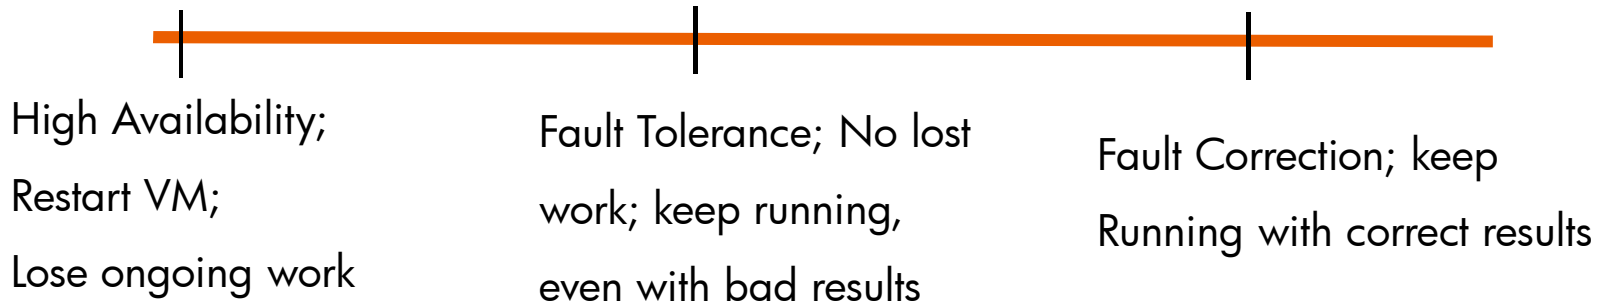 High Availability;
Restart VM;
Lose ongoing work
Fault Tolerance; No lost
work; keep running,
even with bad results
Fault Correction; keep
Running with correct results